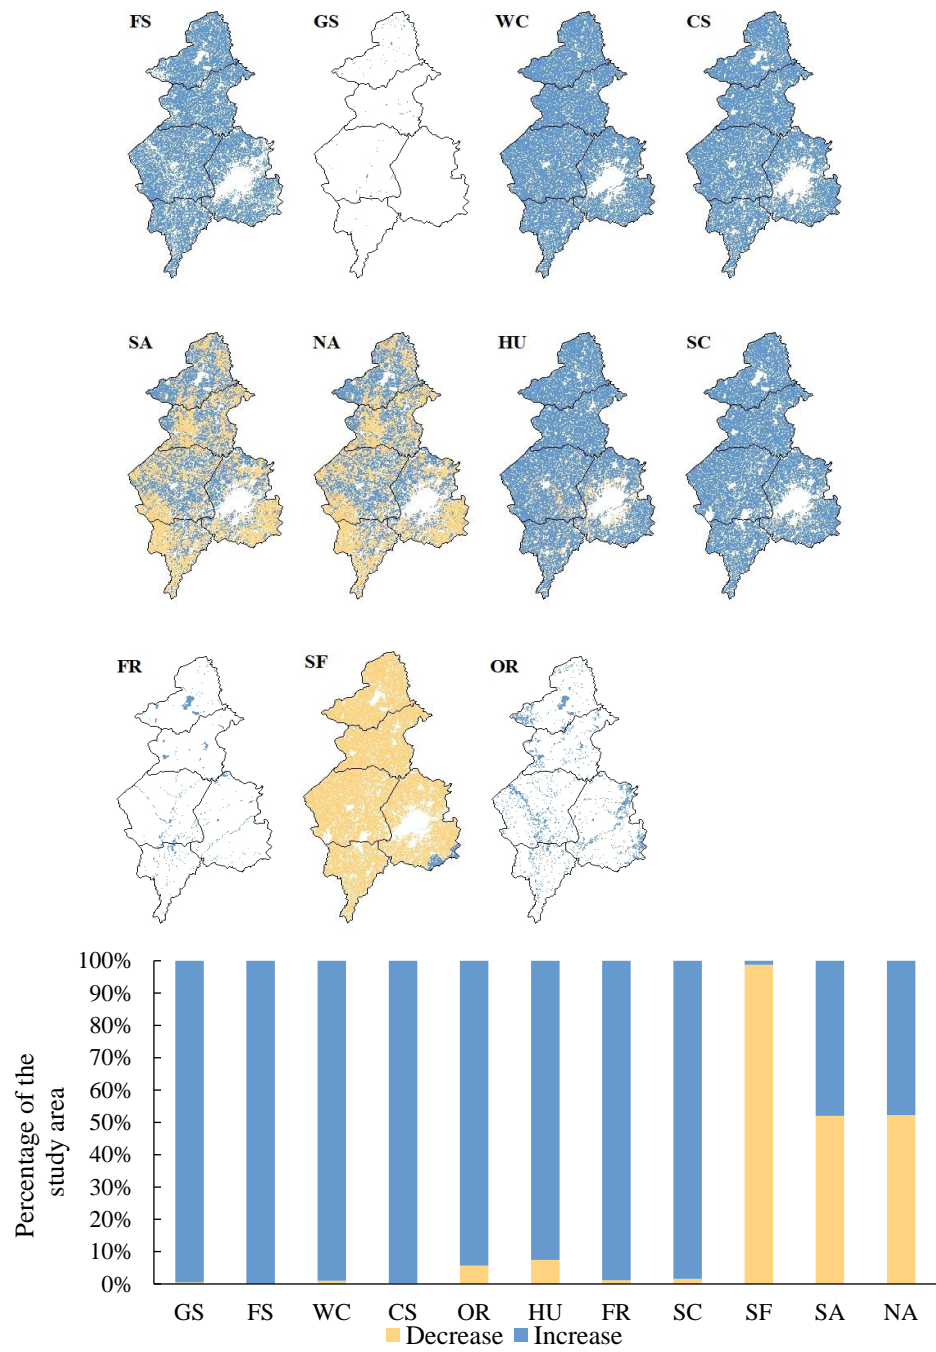 FS GS WC CS
SA NA HU SC
FR SF OR
Percentage of the
study area
100%
90%
80%
70%
60%
50%
40%
30%
20%
10%
0%
GS FS WC CS OR HU FR SC SF SA NA
Decrease Increase